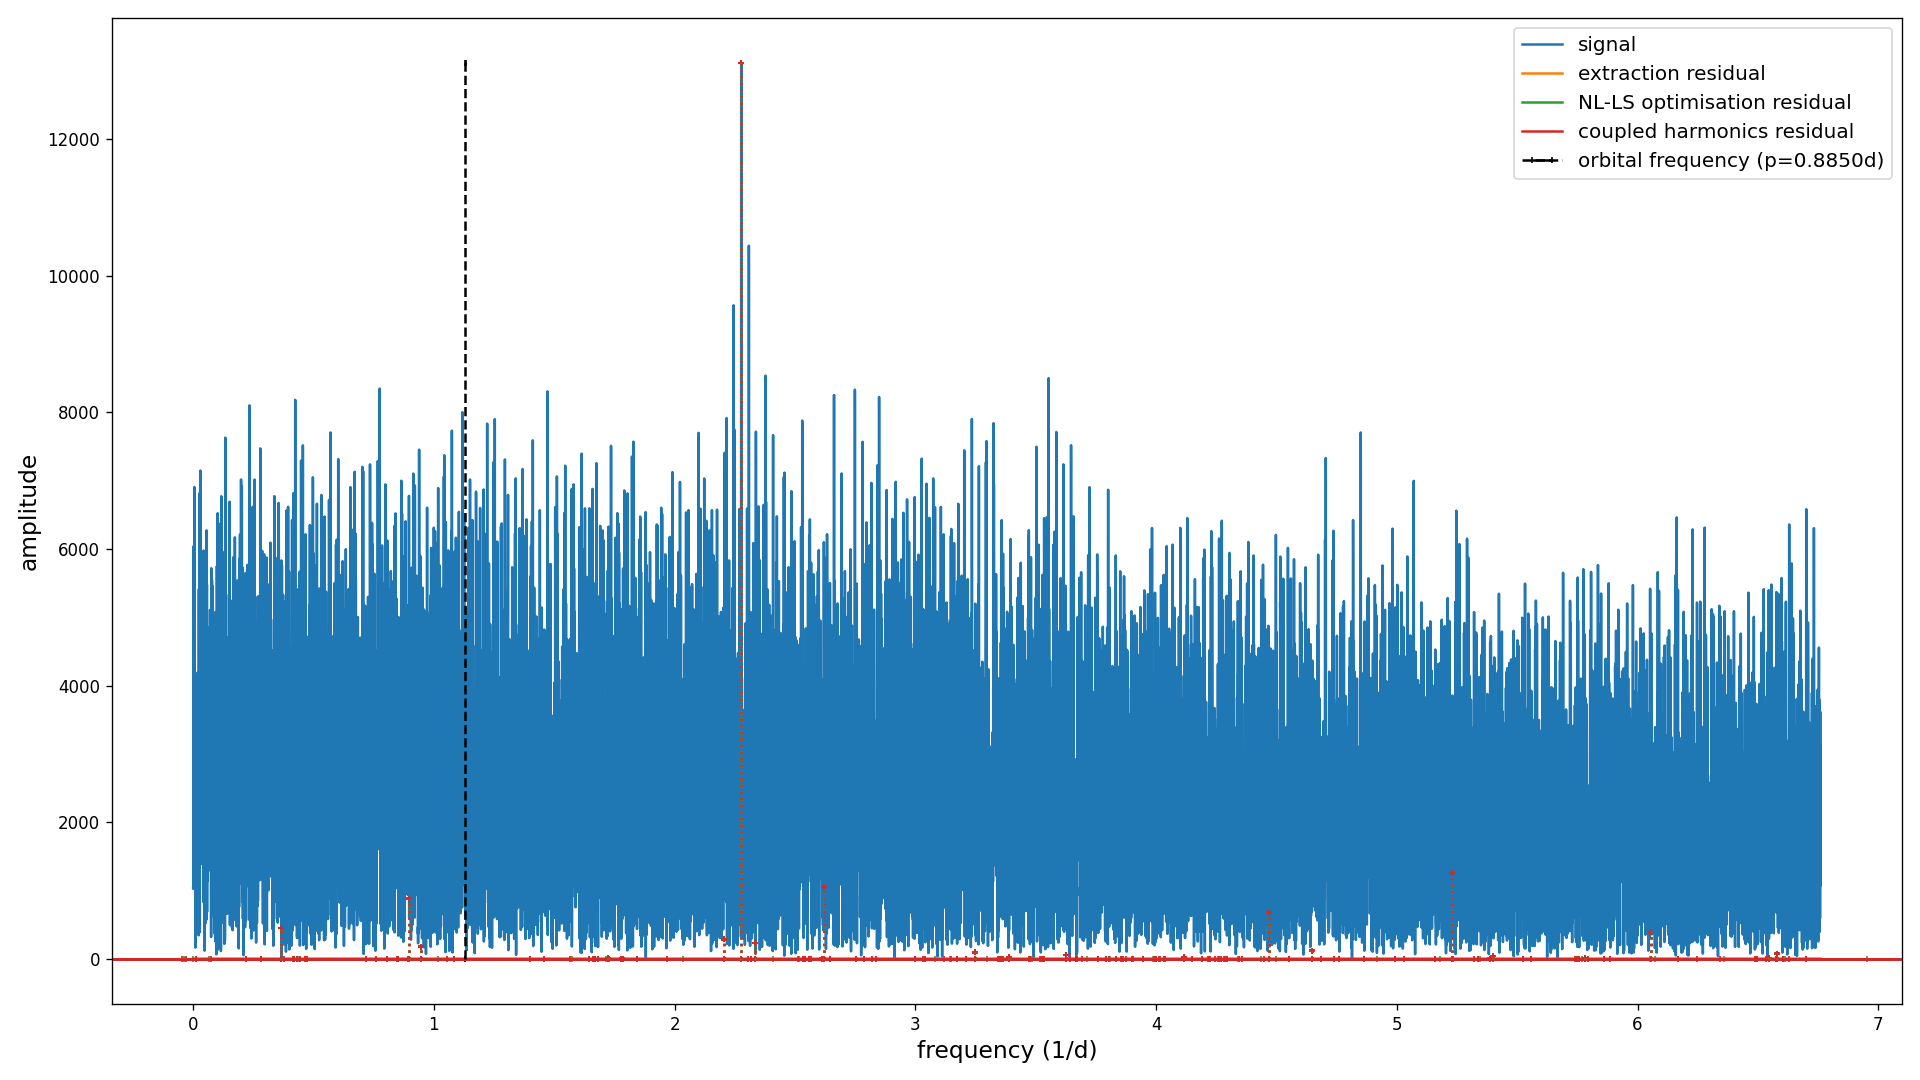 signal
extraction residual
NL-LS optimisation residual
coupled harmonics residual
orbital frequency (p=0.8850d)
amplitude
12000
10000
8000
6000
4000
2000
0
0 1 2 3 4 5 6 7
frequency (1/d)